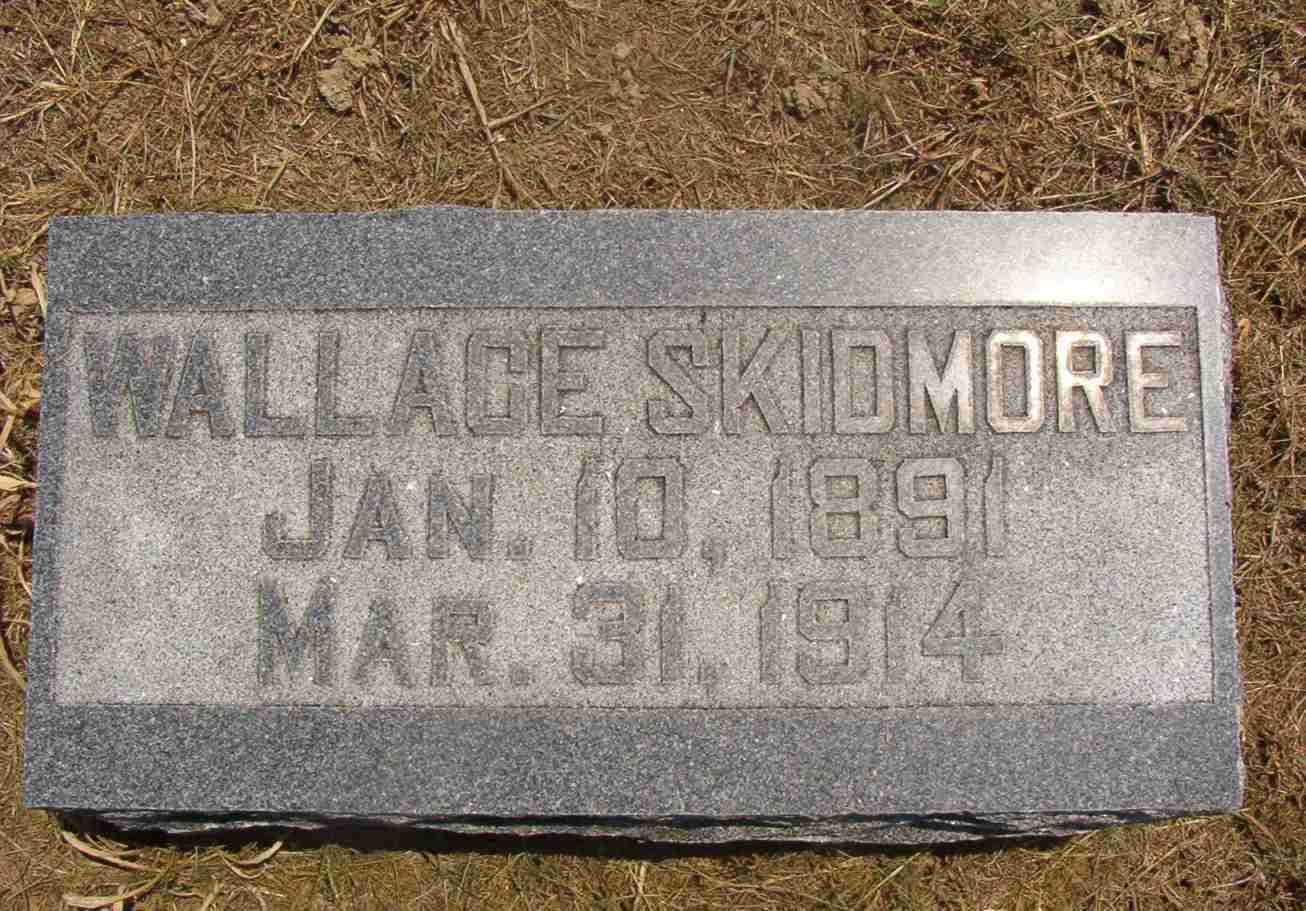 WALLACE SKIDMORE
JAN. 10, 1891
MAR. 31, 1914